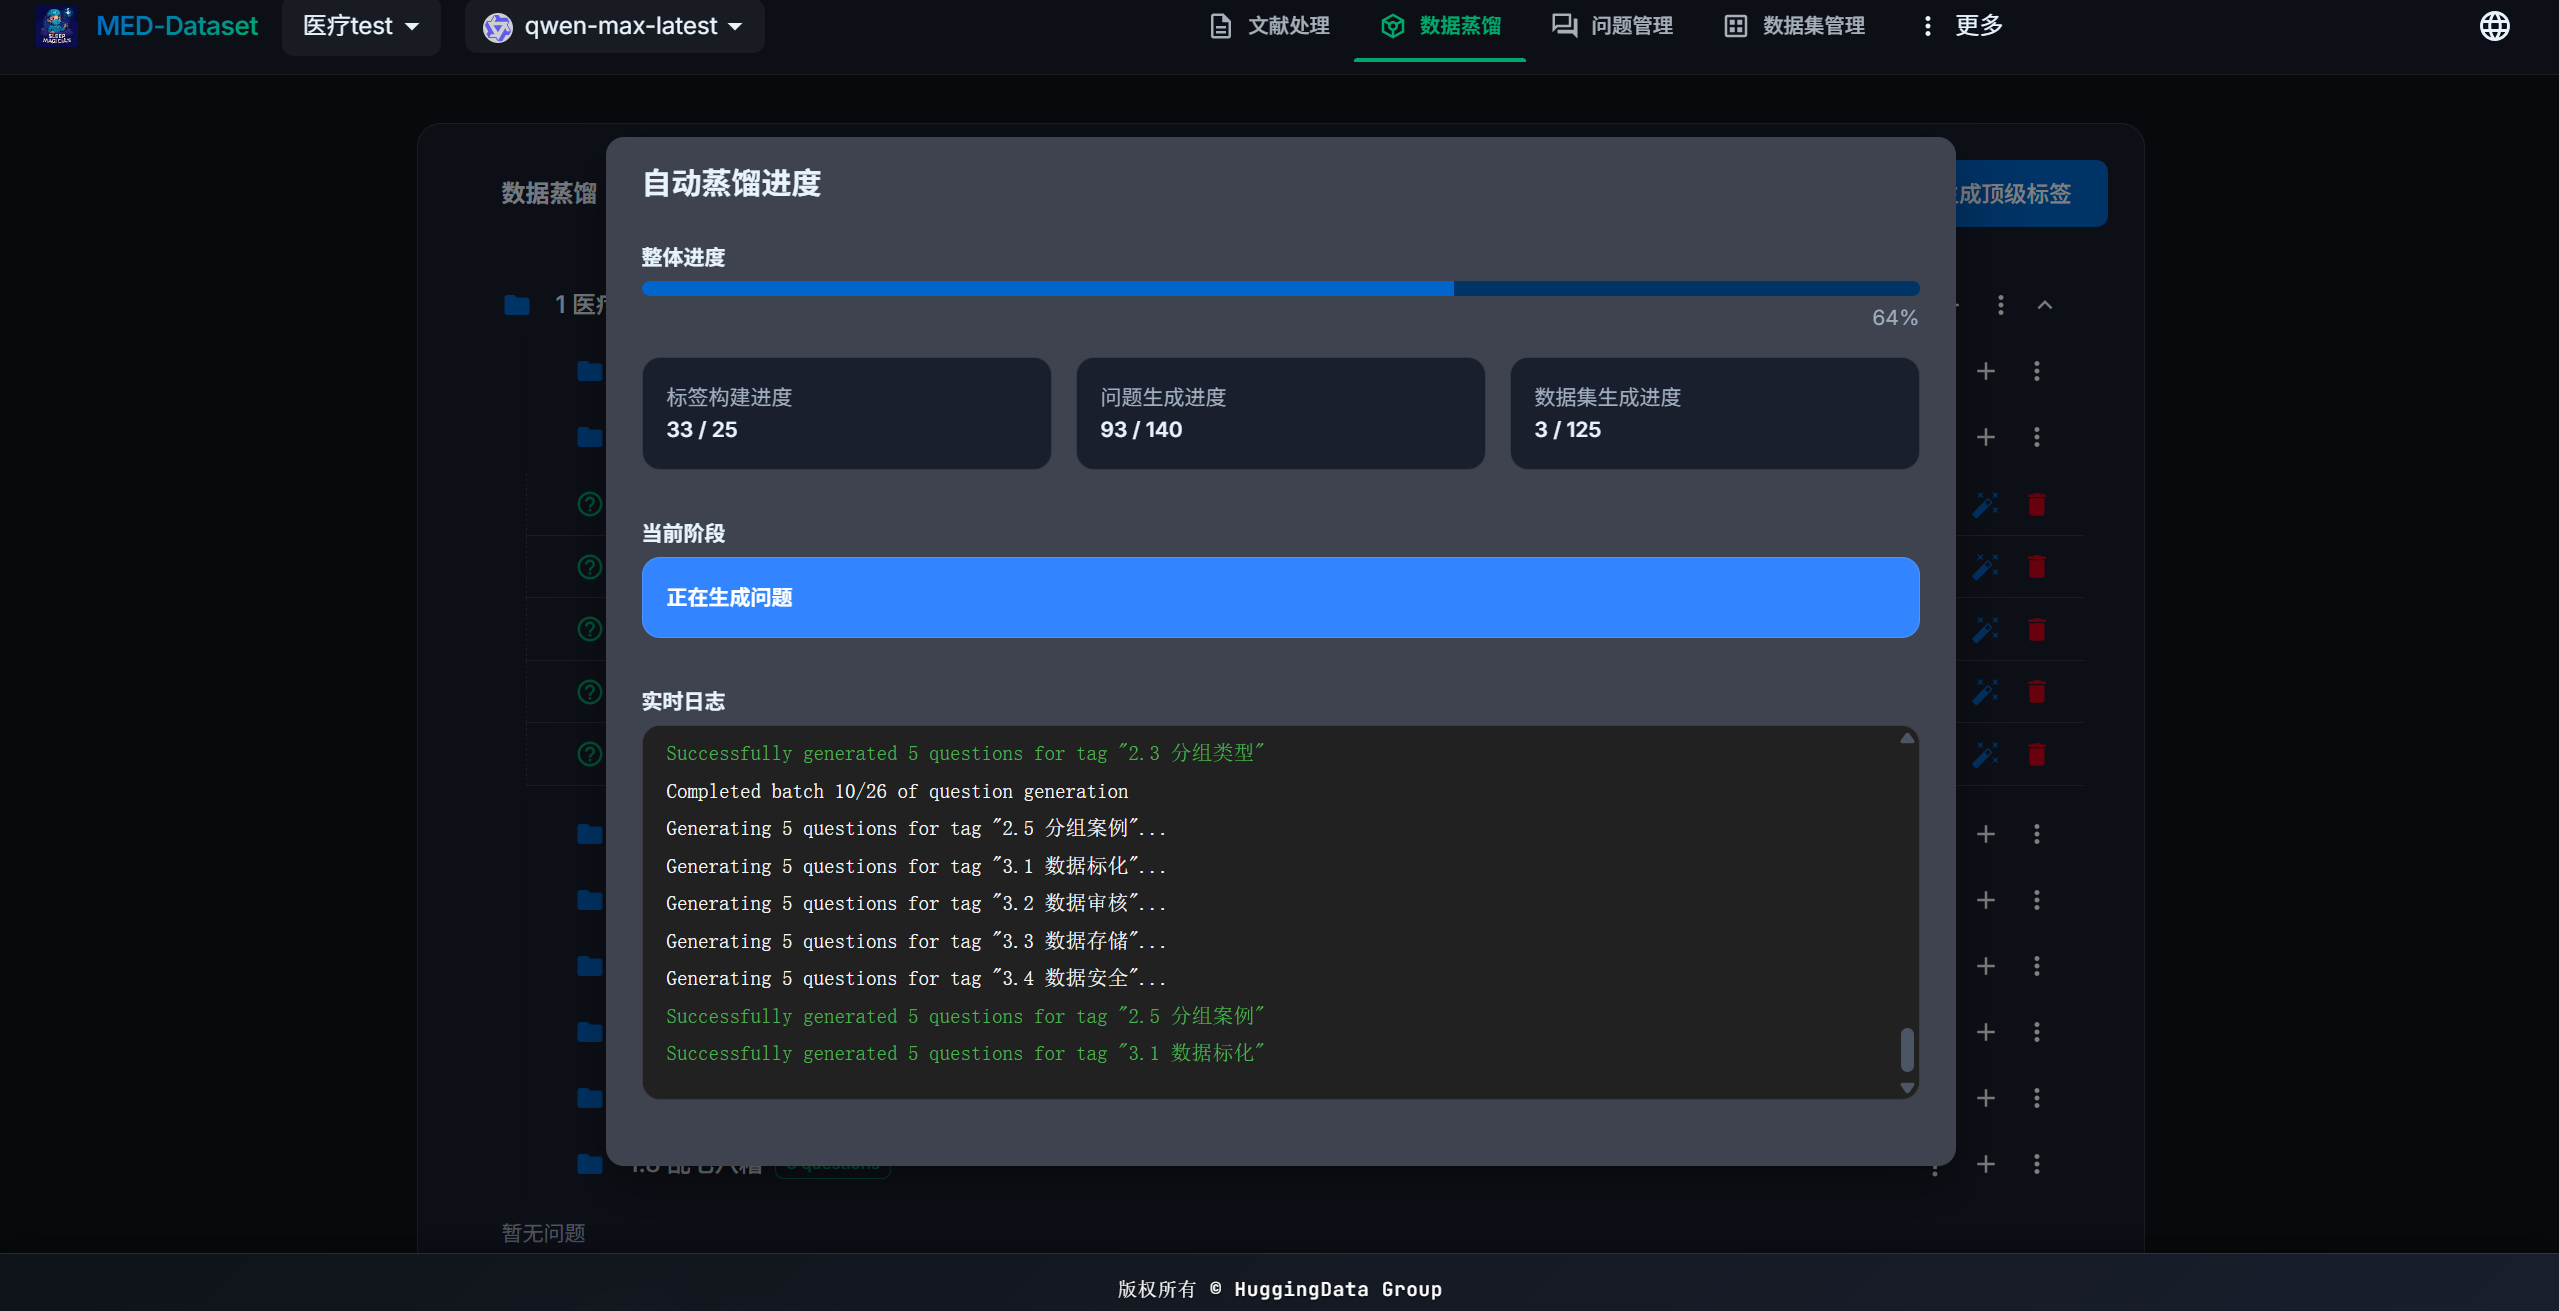 MED-Dataset
医疗test
qwen-max-latest
文献处理
数据蒸馏
问题管理
数据集管理
更多
数据蒸馏
成顶级标签
自动蒸馏进度
整体进度
64%
1 医疗
标签构建进度
33 / 25
问题生成进度
93 / 140
数据集生成进度
3 / 125
当前阶段
正在生成问题
实时日志
Successfully generated 5 questions for tag "2.3 分组类型"
Completed batch 10/26 of question generation
Generating 5 questions for tag "2.5 分组案例"...
Generating 5 questions for tag "3.1 数据标化"...
Generating 5 questions for tag "3.2 数据审核"...
Generating 5 questions for tag "3.3 数据存储"...
Generating 5 questions for tag "3.4 数据安全"...
Successfully generated 5 questions for tag "2.5 分组案例"
Successfully generated 5 questions for tag "3.1 数据标化"
暂无问题
版权所有 © HuggingData Group